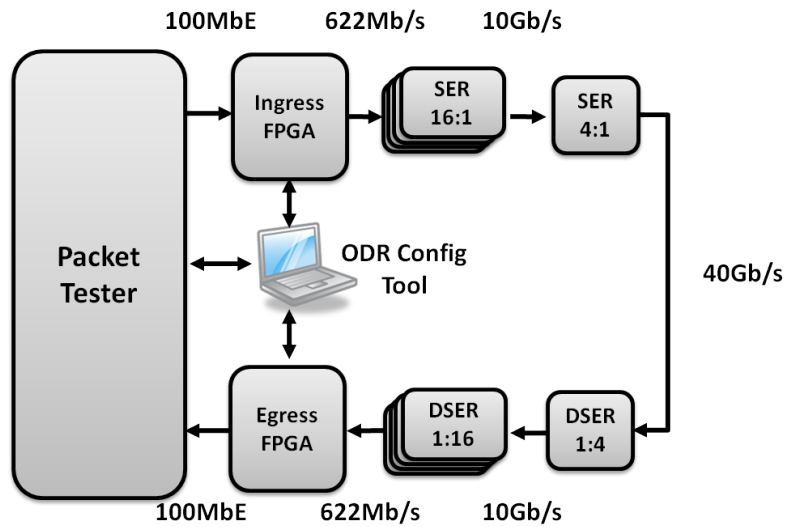 100MbE 622Mb/s 10Gb/s
Ingress
FPGA
SER
16:1
SER
4:1
Packet
Tester
ODR Config
Tool
40Gb/s
Egress
FPGA
DSER
1:16
DSER
1:4
100MbE 622Mb/s 10Gb/s